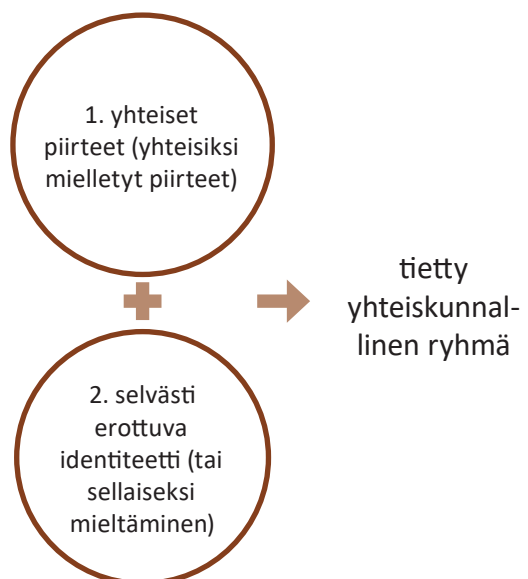 1. yhteiset
piirteet (yhteisiksi
mielletyt piirteet)
tietty
yhteiskunnal-
linen ryhmä
2. selvästi
erottuva
identiteetti (tai
sellaiseksi
mieltäminen)